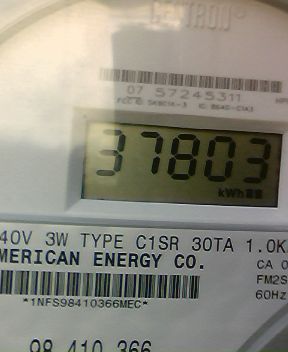 CENTRON®
07 57245311
37803
kWh
40V 3W TYPE C1SR 30TA 1.0K
MERICAN ENERGY CO.
CA 0
FM2S
60Hz
*1NFS98410366MEC*
98 410 366